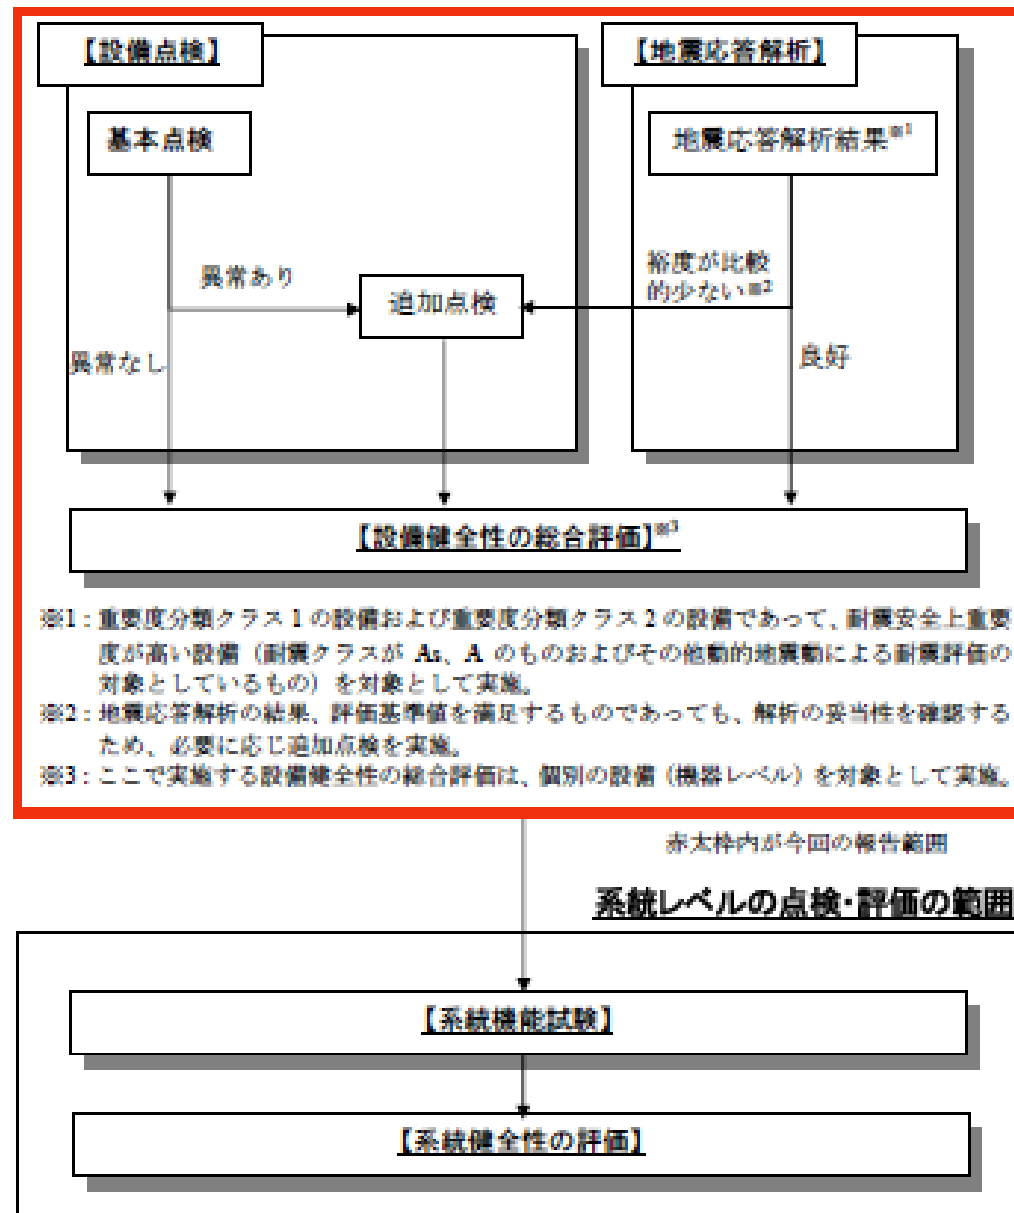 【設備点検】
【地震応答解析】
基本点検
地震応答解析結果※1
異常あり
裕度が比較
的少ない※2
追加点検
異常なし
良好
【設備健全性の総合評価】※3
※1：重要度分類クラス1の設備および重要度分類クラス2の設備であって、耐震安全上重要
度が高い設備（耐震クラスが As、A のものおよびその他動的地震動による耐震評価の
対象としているもの）を対象として実施。
※2：地震応答解析の結果、評価基準値を満足するものであっても、解析の妥当性を確認する
ため、必要に応じ追加点検を実施。
※3：ここで実施する設備健全性の総合評価は、個別の設備（機器レベル）を対象として実施。
赤太枠内が今回の報告範囲
系統レベルの点検・評価の範囲
【系統機能試験】
【系統健全性の評価】